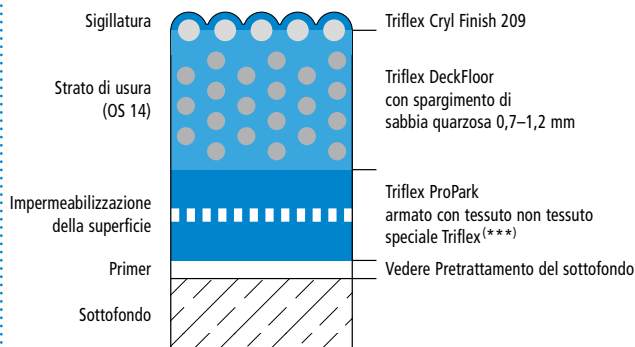 Sigillatura
Triflex Cryl Finish 209
Strato di usura
(OS 14)
Triflex DeckFloor
con spargimento di
sabbia quarzosa 0,7–1,2 mm
Impermeabilizzazione
della superficie
Triflex ProPark
armato con tessuto non tessuto
speciale Triflex(***)
Primer
Vedere Pretrattamento del sottofondo
Sottofondo